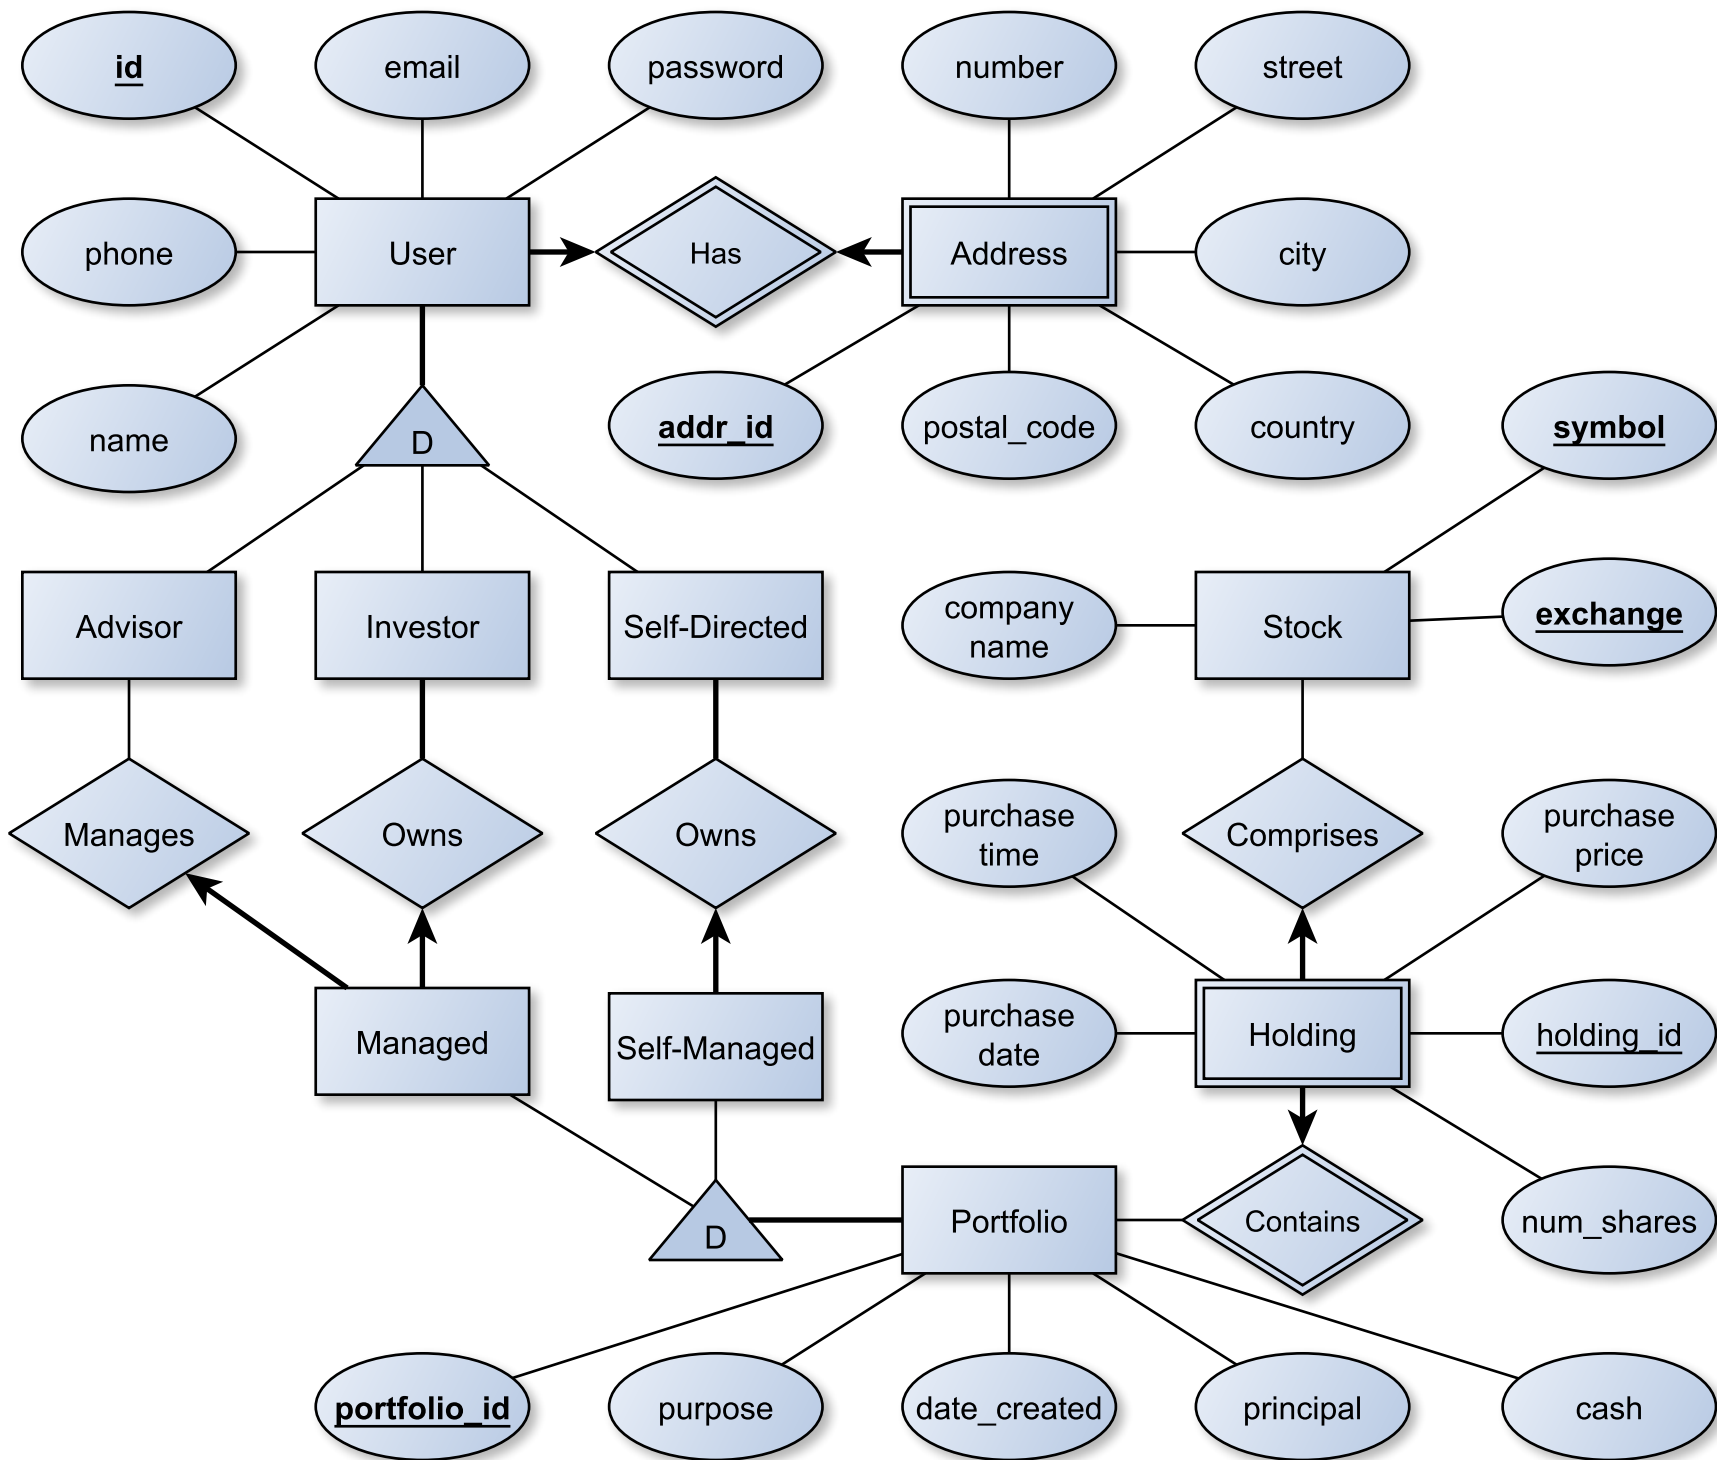 id
email
password
number
street
phone
User
Has
Address
city
name
D
addr_id
postal_code
country
symbol
Advisor
Investor
Self-Directed
company
name
Stock
exchange
Manages
Owns
Owns
purchase
time
Comprises
purchase
price
Managed
Self-Managed
purchase
date
Holding
holding_id
D
Portfolio
Contains
num_shares
portfolio_id
purpose
date_created
principal
cash